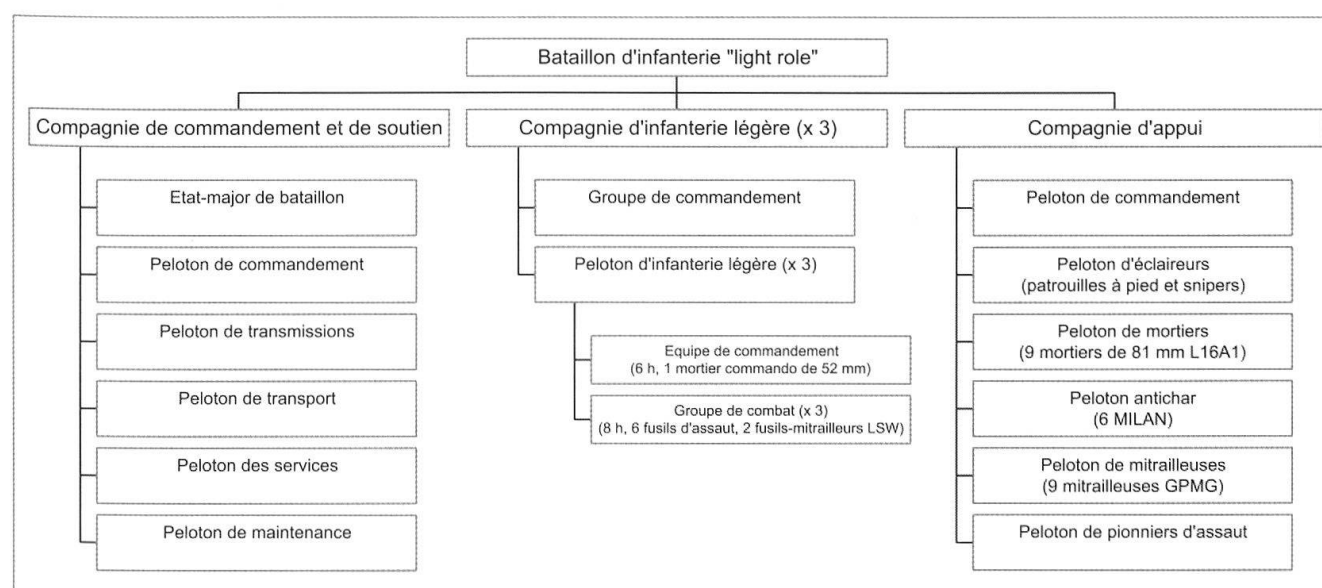 Bataillon d'infanterie "light role"
Compagnie de commandement et de soutien
Etat-major de bataillon
Peloton de commandement
Peloton de transmissions
Peloton de transport
Peloton des services
Peloton de maintenance
Compagnie d'infanterie légère (x 3)
Groupe de commandement
Peloton d'infanterie légère (x 3)
Equipe de commandement
(6 h, 1 mortier commando de 52 mm)
Groupe de combat (x 3)
(8 h, 6 fusils d'assaut, 2 fusils-mitrailleurs LSW)
Compagnie d'appui
Peloton de commandement
Peloton d'éclaireurs
(patrouilles à pied et snipers)
Peloton de mortiers
(9 mortiers de 81 mm L16A1)
Peloton antichar
(6 MILAN)
Peloton de mitrailleuses
(9 mitrailleuses GPMG)
Peloton de pionniers d'assaut